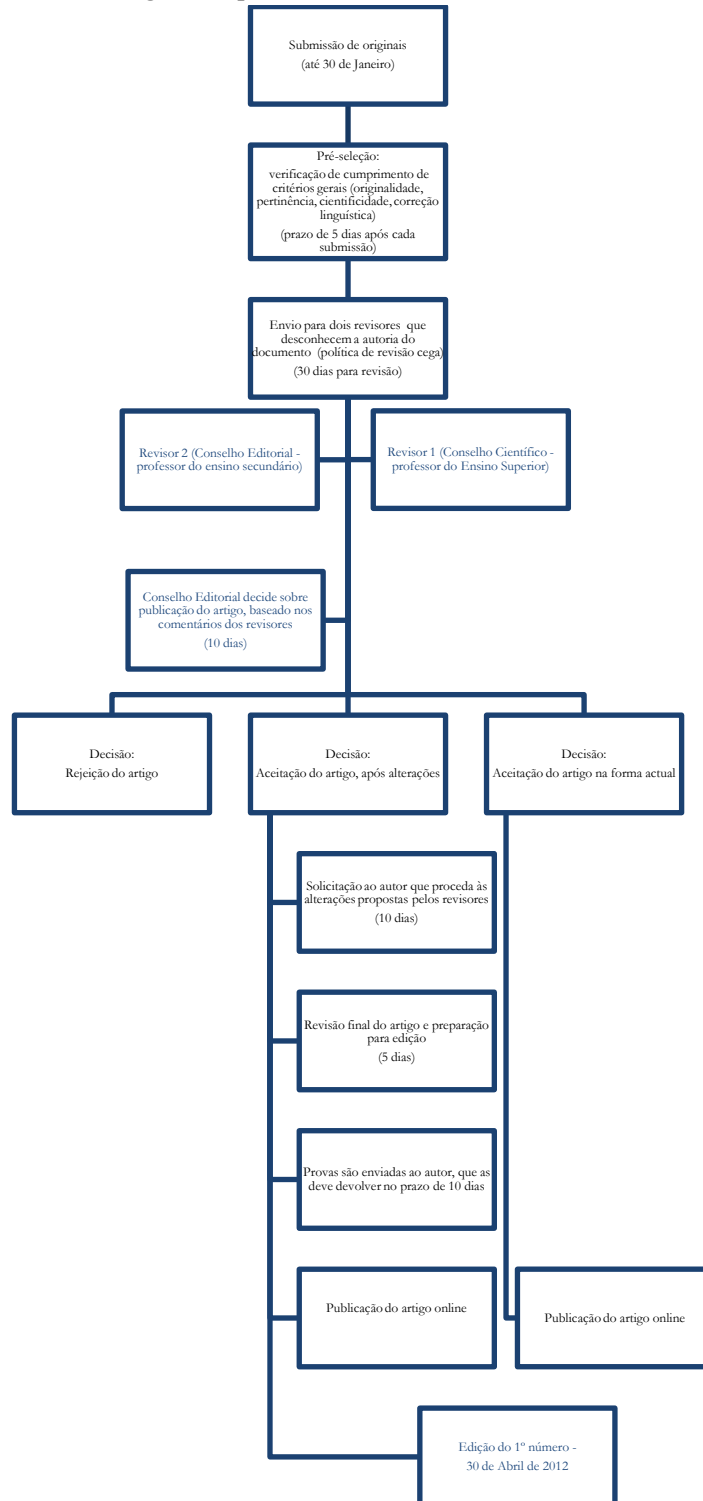 Submissão de originais
(até 30 de Janeiro)
Pré-seleção:
verificação de cumprimento de
critérios gerais (originalidade,
pertinência, cientificidade, correção
linguística)
(prazo de 5 dias após cada
submissão)
Envio para dois revisores que
desconhecem a autoria do
documento (política de revisão cega)
(30 dias para revisão)
Revisor 2 (Conselho Editorial -
professor do ensino secundário)
Revisor 1 (Conselho Científico -
professor do Ensino Superior)
Conselho Editorial decide sobre
publicação do artigo, baseado nos
comentários dos revisores
(10 dias)
Decisão:
Rejeição do artigo
Decisão:
Aceitação do artigo, após alterações
Decisão:
Aceitação do artigo na forma actual
Solicitação ao autor que proceda às
alterações propostas pelos revisores
(10 dias)
Revisão final do artigo e preparação
para edição
(5 dias)
Provas são enviadas ao autor, que as
deve devolver no prazo de 10 dias
Publicação do artigo online
Publicação do artigo online
Edição do 1º número -
30 de Abril de 2012